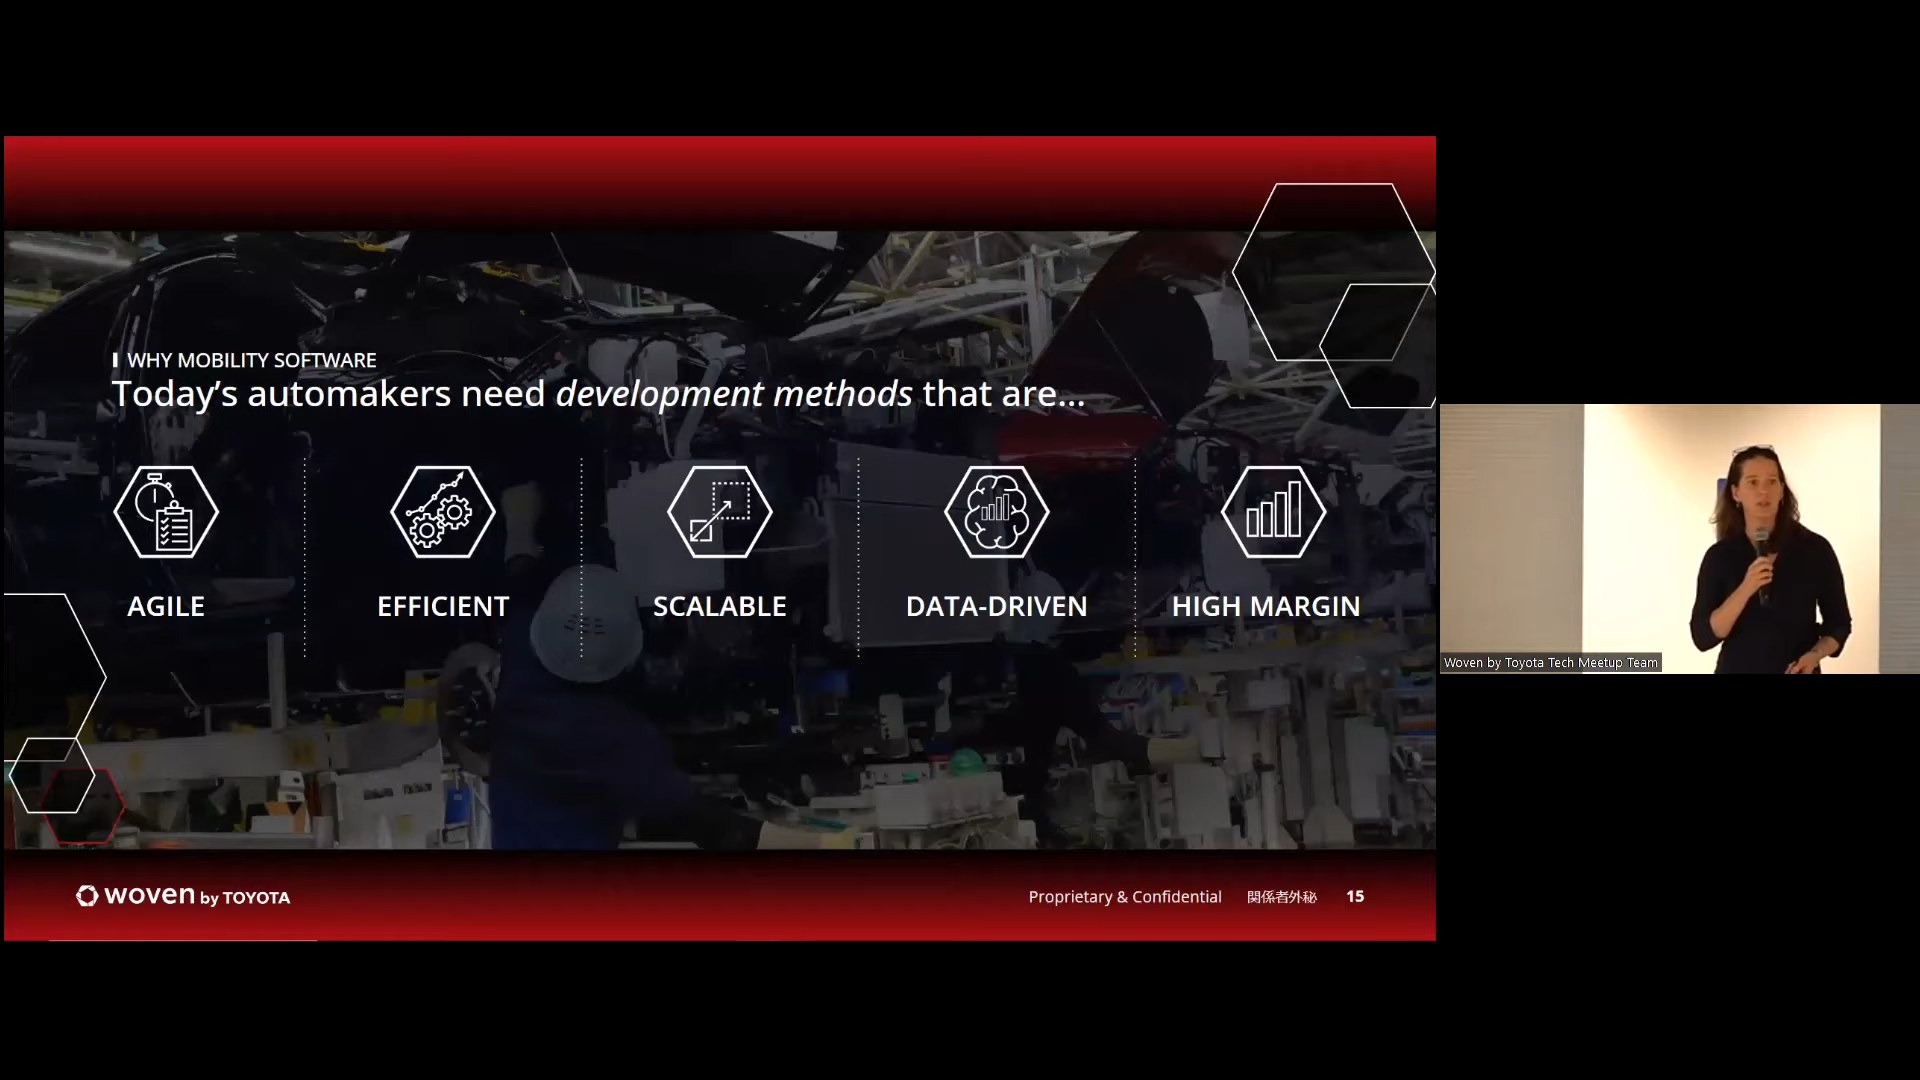 WHY MOBILITY SOFTWARE
Today's automakers need development methods that are...
AGILE
EFFICIENT
SCALABLE
DATA-DRIVEN
HIGH MARGIN
woven by TOYOTA
Proprietary & Confidential 関係者外秘 15
Woven by Toyota Tech Meetup Team